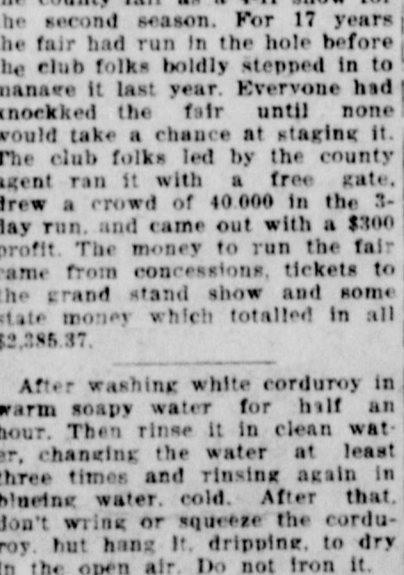 the county fair as a 4-H show for
the second season. For 17 years
the fair had run in the hole before
the club folks boldly stepped in to
manage it last year. Everyone had
knockked the fair until none
would take a chance at staging it.
The club folks led by the county
agent ran it with a free gate,
drew a crowd of 40,000 in the 3-
day run, and came out with a $300
profit. The money to run the fair
came from concessions, tickets to
the grand stand show and some
state money which totalled in all
$2,385.37.
After washing white corduroy in
warm soapy water for half an
hour. Then rinse it in clean wat-
er, changing the water at least
three times and rinsing again in
blueing water, cold. After that,
don't wring or squeeze the cordu-
roy, but hang it, dripping, to dry
in the open air. Do not iron it.